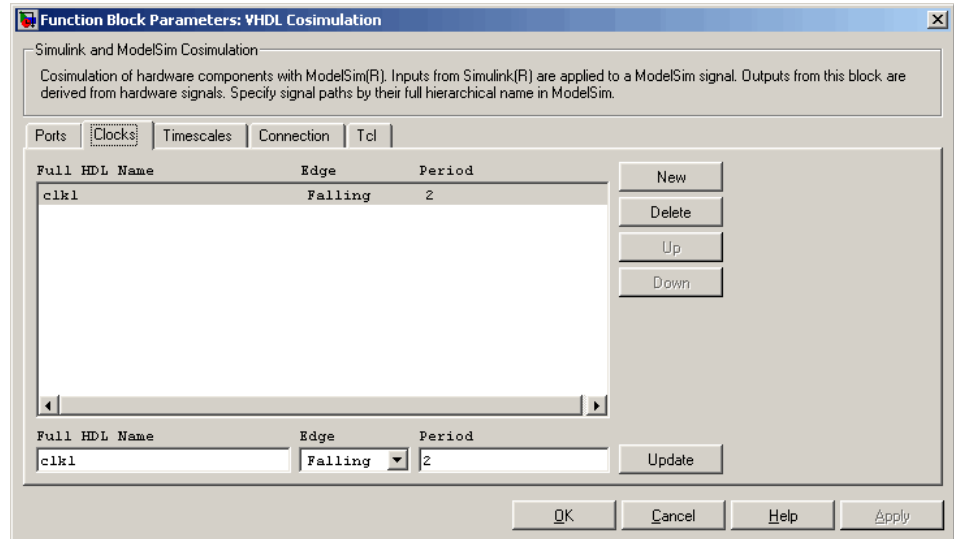 Function Block Parameters: VHDL Cosimulation
Simulink and ModelSim Cosimulation
Cosimulation of hardware components with ModelSim(R). Inputs from Simulink(R) are applied to a ModelSim signal. Outputs from this block are
derived from hardware signals. Specify signal paths by their full hierarchical name in ModelSim.
Ports Clocks Timescales Connection Tcl
Full HDL Name Edge Period
clk1 Falling 2
New
Delete
Up
Down
Full HDL Name Edge Period
clk1 Falling 2
Update
OK Cancel Help Apply